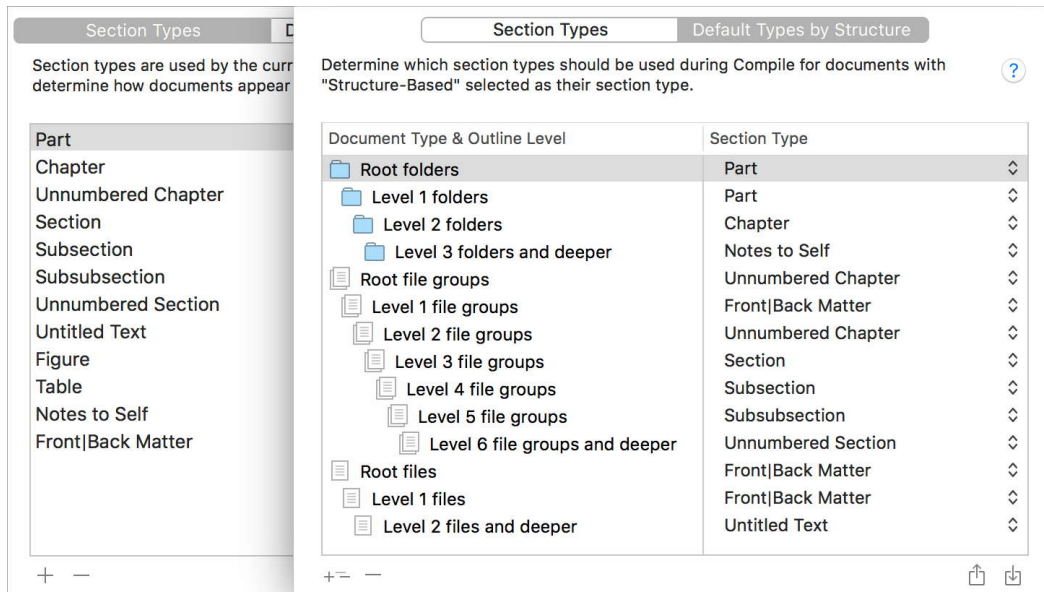 Section Types
D
Section types are used by the curr
determine how documents appear
Part
Chapter
Unnumbered Chapter
Section
Subsection
Subsubsection
Unnumbered Section
Untitled Text
Figure
Table
Notes to Self
Front|Back Matter
Section Types Default Types by Structure
Determine which section types should be used during Compile for documents with
"Structure-Based" selected as their section type.
?
Document Type & Outline Level Section Type
Root folders Part
Level 1 folders Part
Level 2 folders Chapter
Level 3 folders and deeper Notes to Self
Root file groups Unnumbered Chapter
Level 1 file groups Front|Back Matter
Level 2 file groups Unnumbered Chapter
Level 3 file groups Section
Level 4 file groups Subsection
Level 5 file groups Subsubsection
Level 6 file groups and deeper Unnumbered Section
Root files Front|Back Matter
Level 1 files Front|Back Matter
Level 2 files and deeper Untitled Text